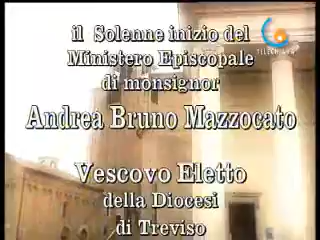 il Solenne inizio del
Ministero Episcopale
di monsignor
Andrea Bruno Mazzocato
Vescovo Eletto
della Diocesi
di Treviso